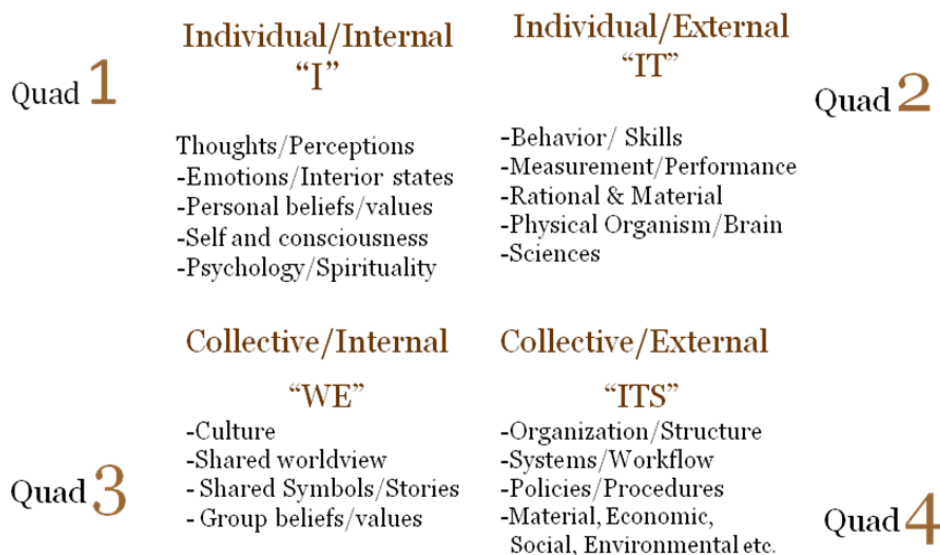 Quad 1
Individual/Internal
“I”
Thoughts/Perceptions
-Emotions/Interior states
-Personal beliefs/values
-Self and consciousness
-Psychology/Spirituality
Individual/External
“IT”
Quad 2
-Behavior/ Skills
-Measurement/Performance
-Rational & Material
-Physical Organism/Brain
-Sciences
Quad 3
Collective/Internal
“WE”
-Culture
-Shared worldview
- Shared Symbols/Stories
- Group beliefs/values
Collective/External
“ITS”
-Organization/Structure
-Systems/Workflow
-Policies/Procedures
-Material, Economic,
Social, Environmental etc.
Quad 4